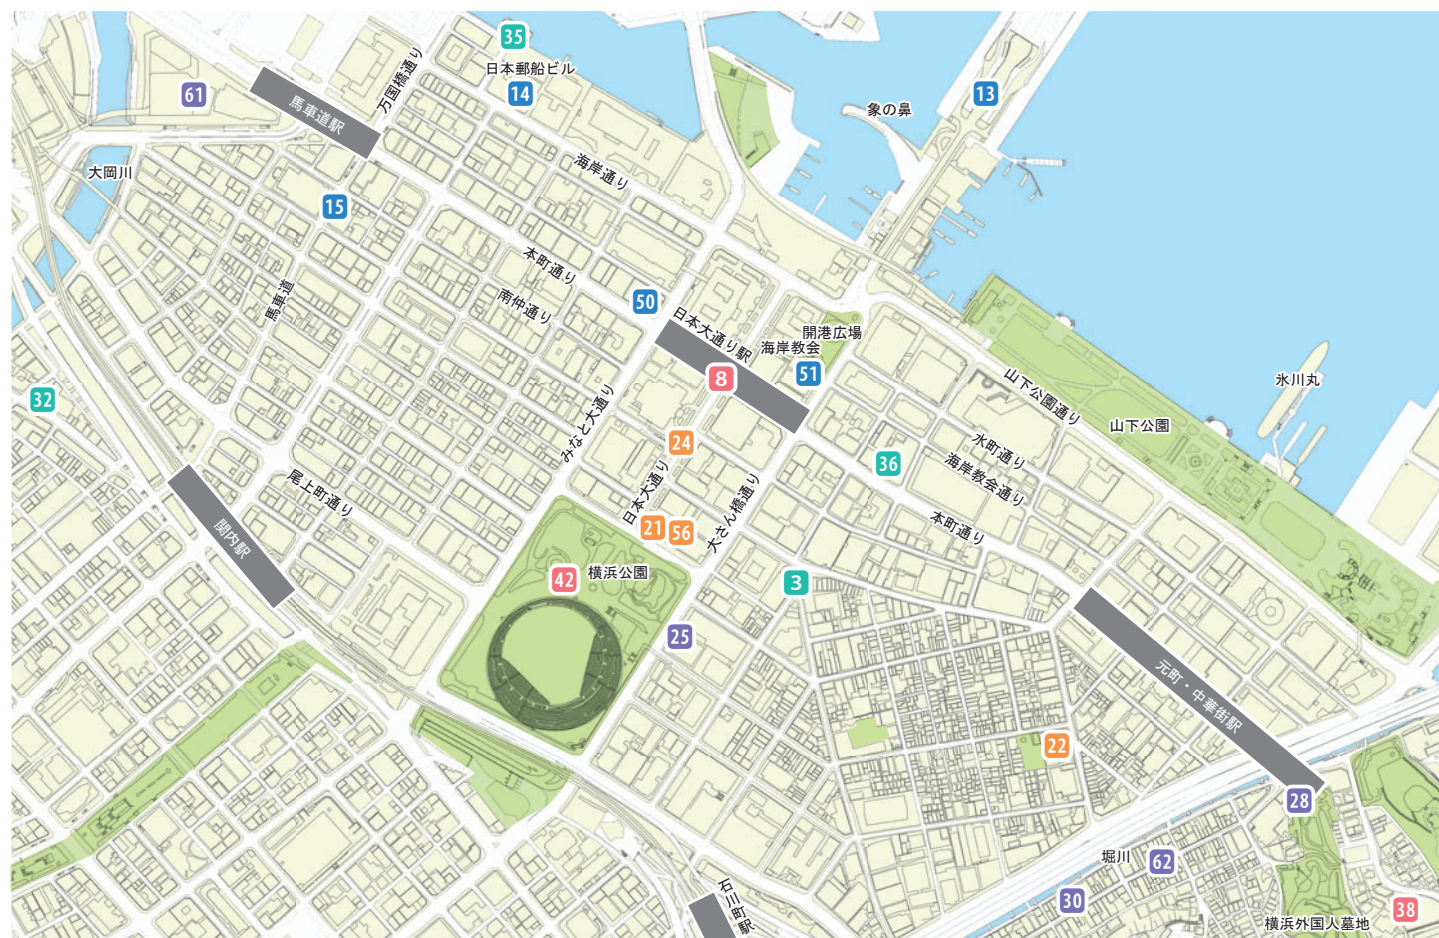 35
日本郵船ビル
14
万国橋通り
61
馬車道駅
13
象の鼻
海岸通り
大岡川
15
本町通り
馬車道
南仲通り
50
日本大通り駅
開港広場
海岸教会
51
8
山下公園通り
氷川丸
山下公園
32
みなと大通り
24
水町通り
36
海岸教会通り
尾上町通り
日本大通り
大さん橋通り
本町通り
21
56
関内駅
横浜公園
42
3
25
元町・中華街駅
22
28
堀川
62
石川町駅
30
38
横浜外国人墓地